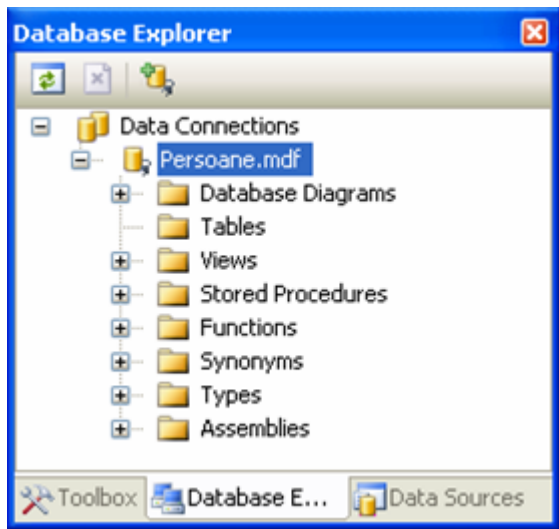 Database Explorer
Data Connections
Persoane.mdf
Database Diagrams
Tables
Views
Stored Procedures
Functions
Synonyms
Types
Assemblies
Toolbox Database E... Data Sources